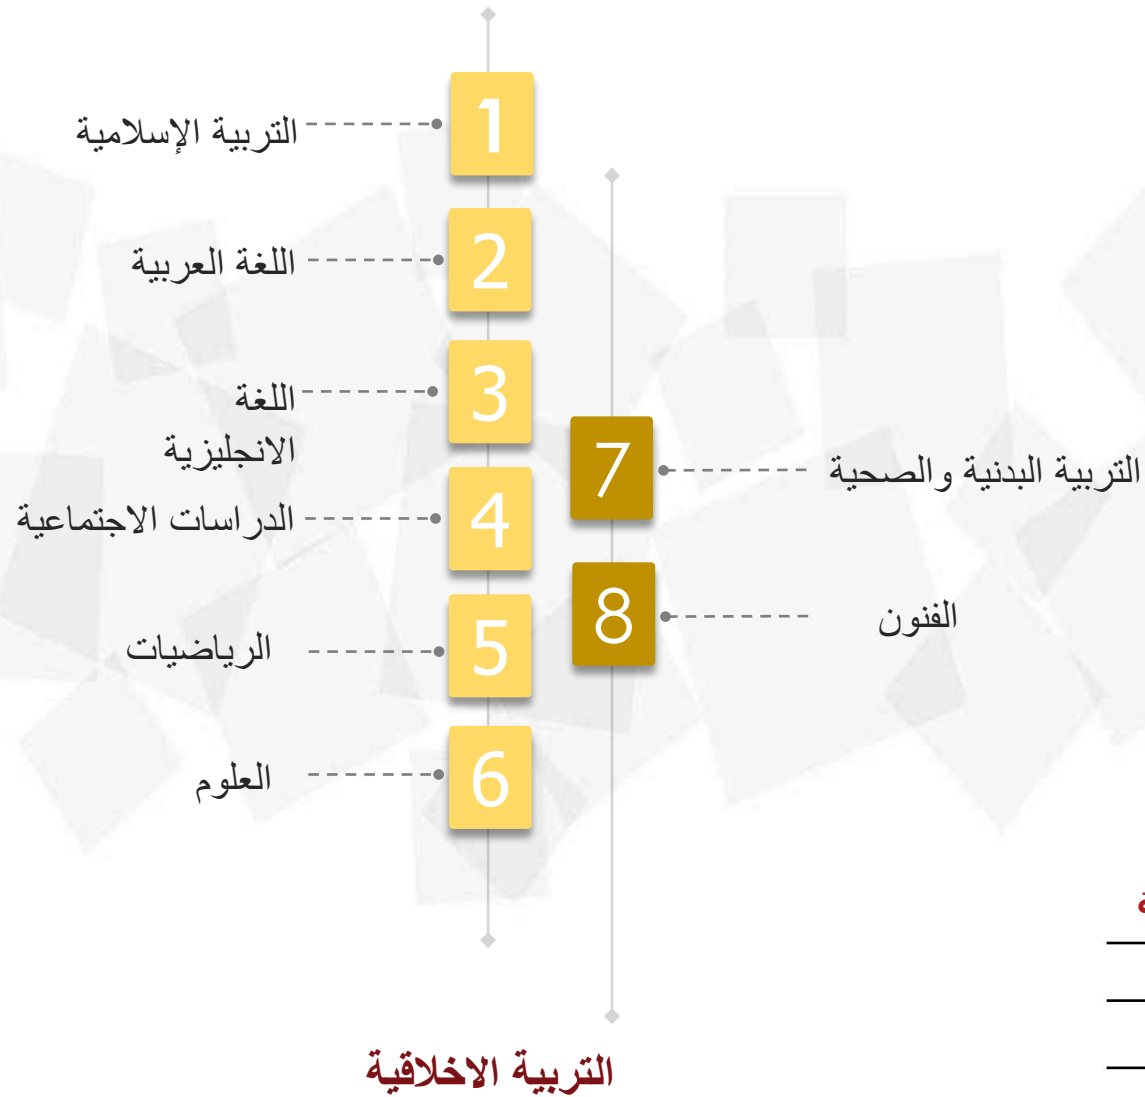 1
التربية الإسلامية
2
اللغة العربية
3
اللغة
الانجليزية
4
الدراسات الاجتماعية
5
الرياضيات
6
العلوم
7
التربية البدنية والصحية
8
الفنون
التربية الاخلاقية